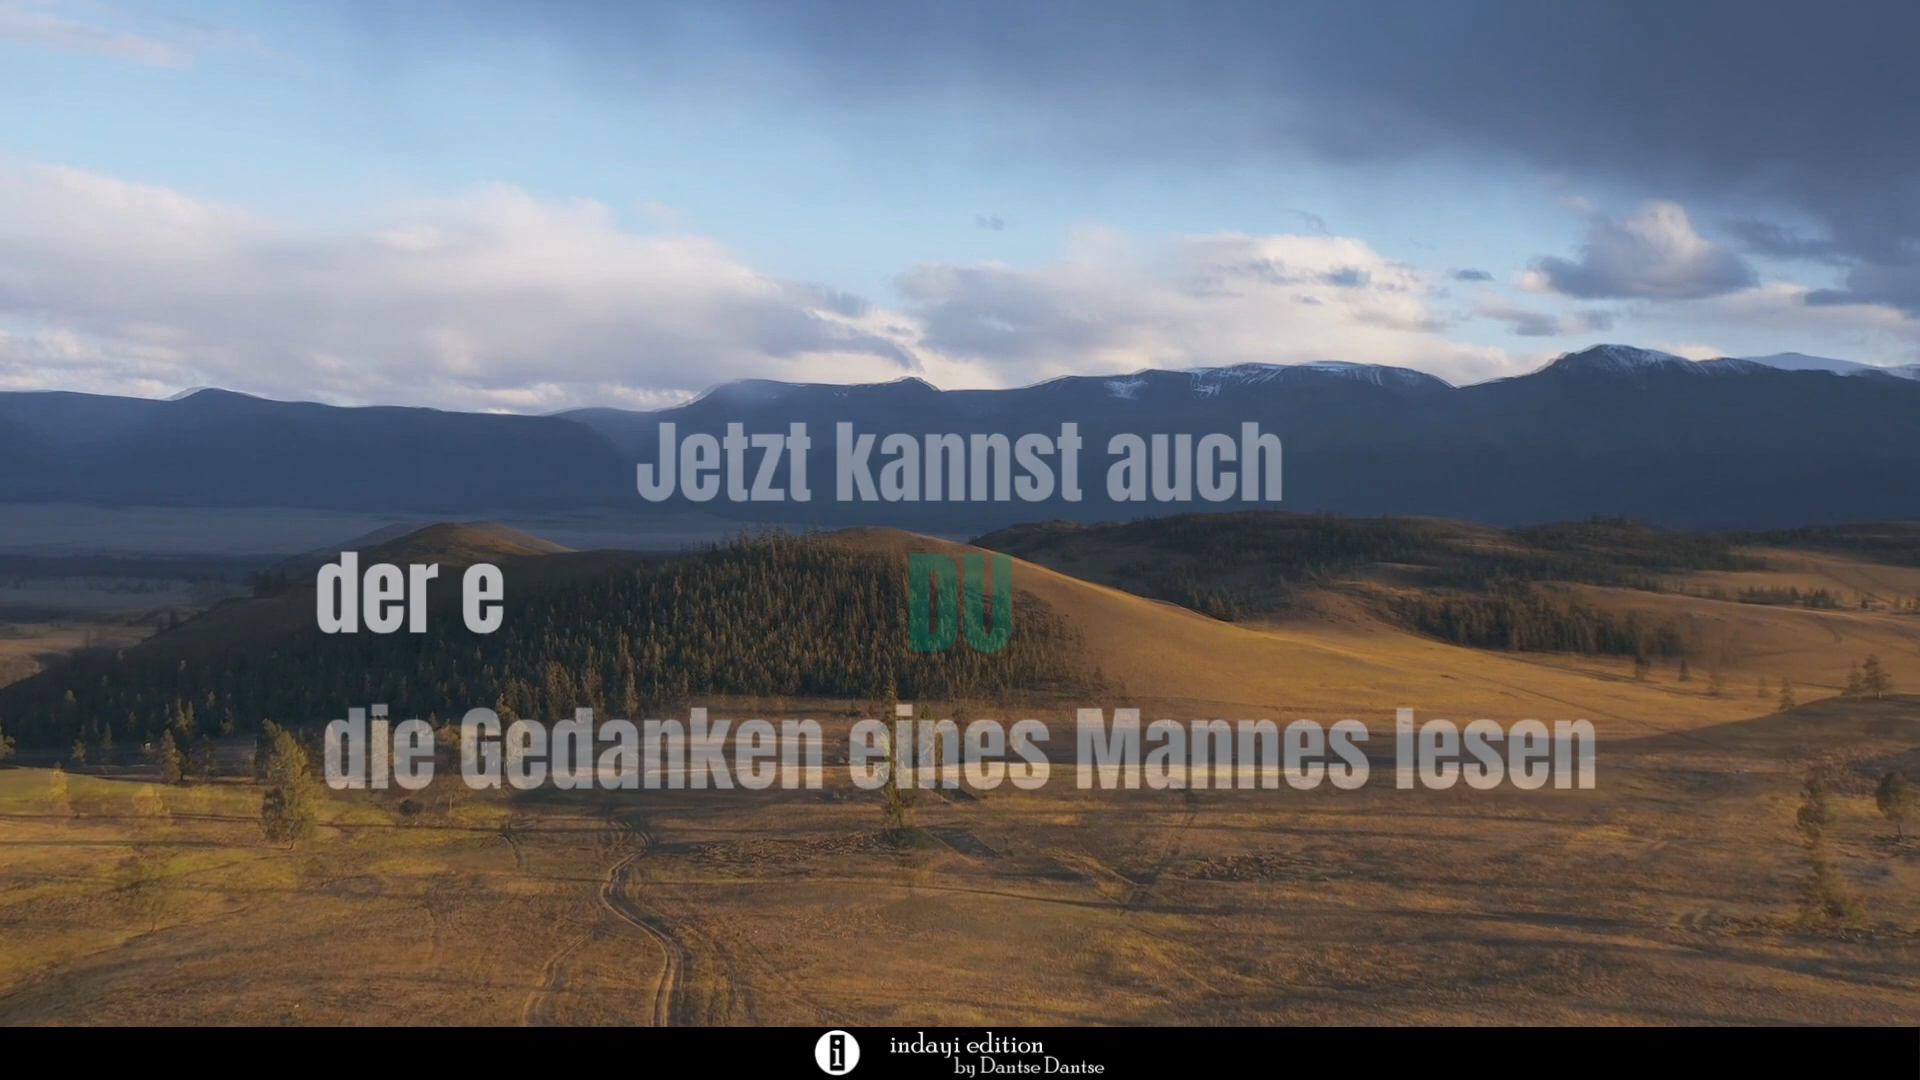 Jetzt kannst auch
der e
DU
die Gedanken eines Mannes lesen
i
indayi edition
by Dantse Dantse